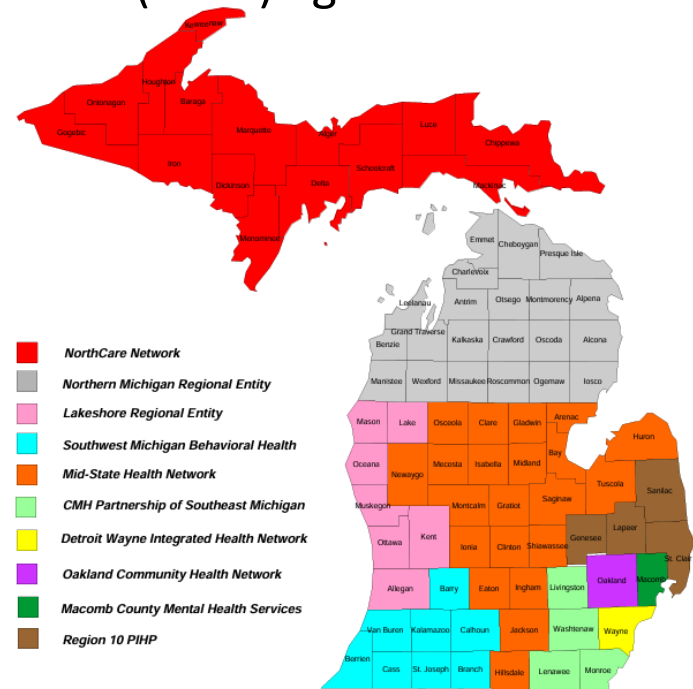 Keweenaw
Houghton
Ontonagon
Baraga
Gogebic
Marquette
Alger
Luce
Chippewa
Iron
Schoolcraft
Dickinson
Delta
Mackinac
Menominee
Emmet
Cheboygan
Presque Isle
Charlevoix
Leelanau
Antrim
Otsego
Montmorency
Alpena
Grand Traverse
Benzie
Kalkaska
Crawford
Oscoda
Alcona
Manistee
Wexford
Missaukee
Roscommon
Ogemaw
Iosco
NorthCare Network
Northern Michigan Regional Entity
Lakeshore Regional Entity
Southwest Michigan Behavioral Health
Mid-State Health Network
CMH Partnership of Southeast Michigan
Detroit Wayne Integrated Health Network
Oakland Community Health Network
Macomb County Mental Health Services
Region 10 PIHP
Mason
Lake
Osceola
Clare
Gladwin
Arenac
Huron
Oceana
Newaygo
Mecosta
Isabella
Midland
Bay
Tuscola
Sanilac
Muskegon
Montcalm
Gratiot
Saginaw
Genesee
Lapeer
Ottawa
Kent
Ionia
Clinton
Shiawassee
St. Clair
Allegan
Barry
Eaton
Ingham
Livingston
Oakland
Macomb
Van Buren
Kalamazoo
Calhoun
Jackson
Washtenaw
Wayne
Berrien
Cass
St. Joseph
Branch
Hillsdale
Lenawee
Monroe